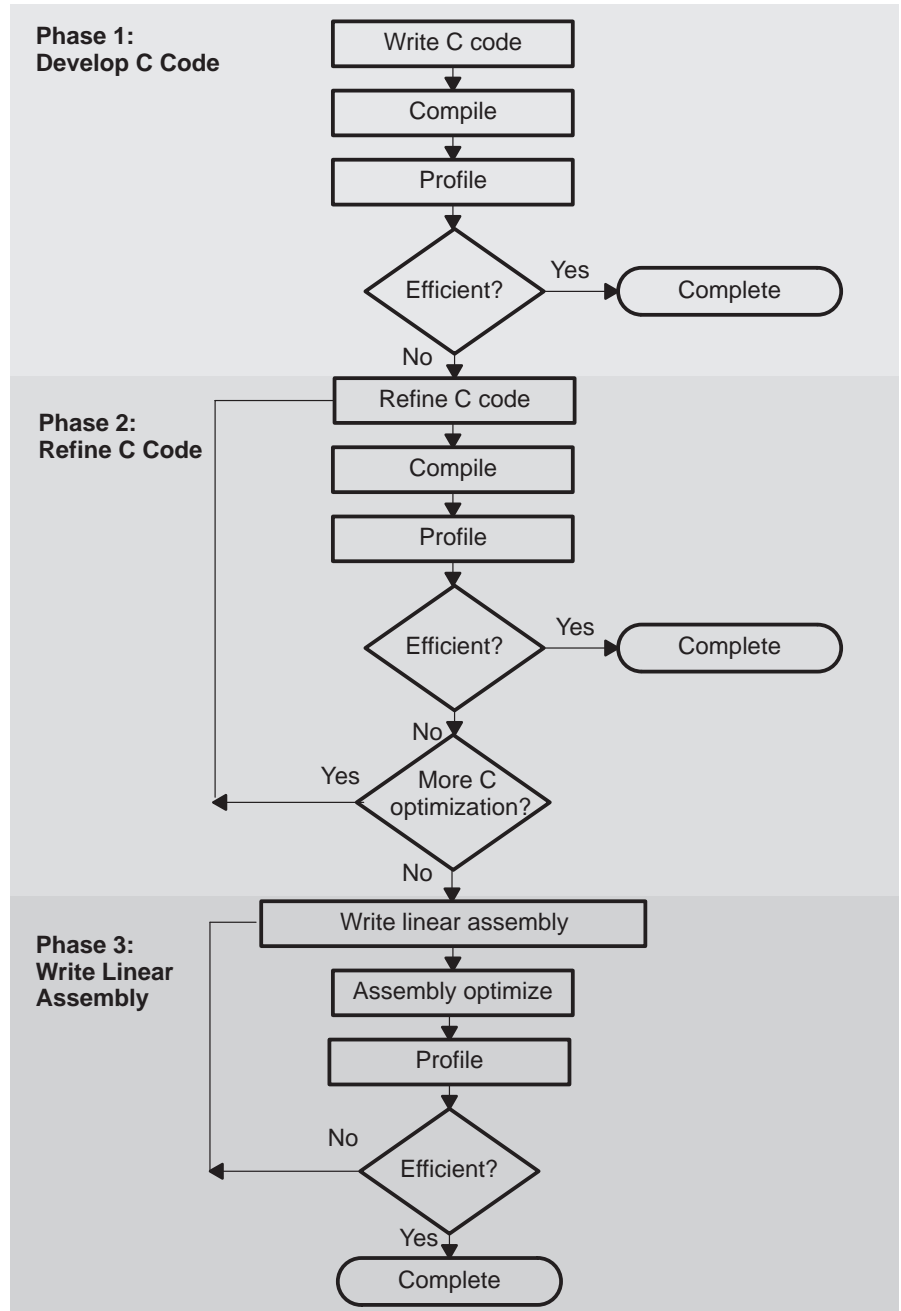 Phase 1:
Develop C Code
Write C code
Compile
Profile
Efficient?
Yes
Complete
No
Phase 2:
Refine C Code
Refine C code
Compile
Profile
Efficient?
Yes
Complete
No
More C
optimization?
Yes
No
Phase 3:
Write Linear
Assembly
Write linear assembly
Assembly optimize
Profile
No
Efficient?
Yes
Complete